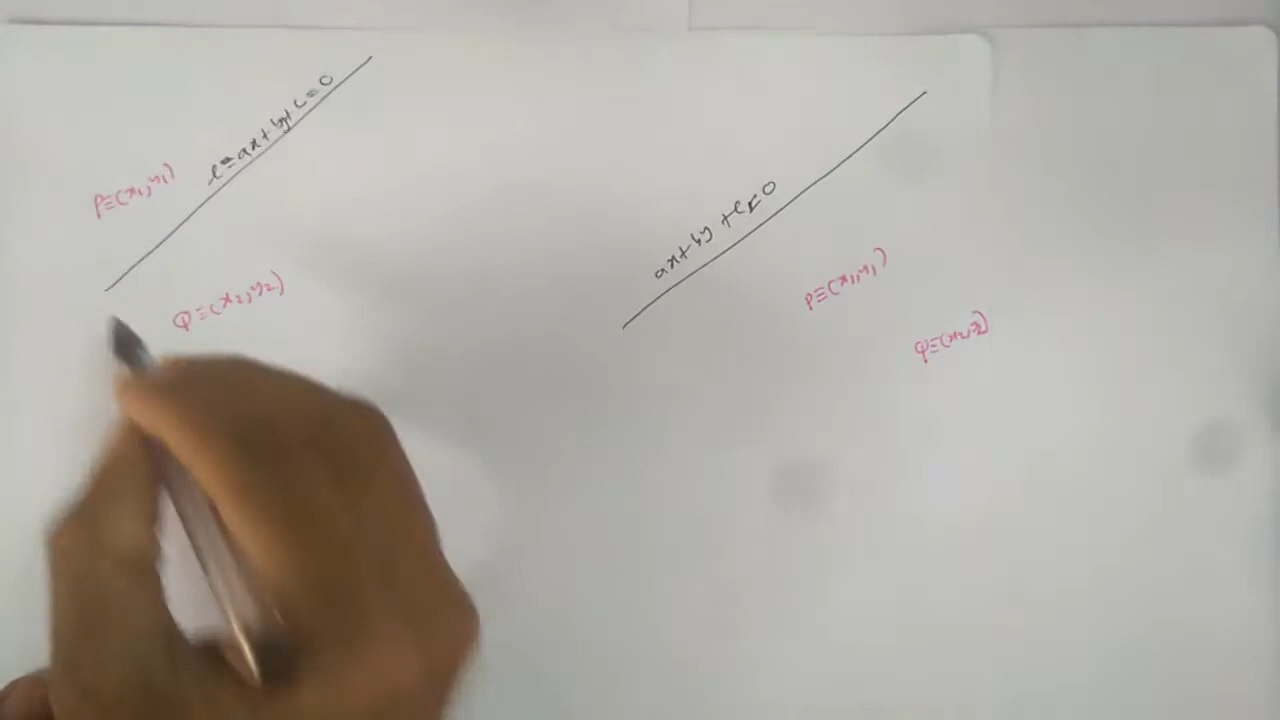 l ≡ ax + by + c = 0
P≡(x₁,y₁)
Q≡(x₂,y₂)
ax + by + c = 0
P≡(x₁,y₁)
Q≡(x₂,y₂)